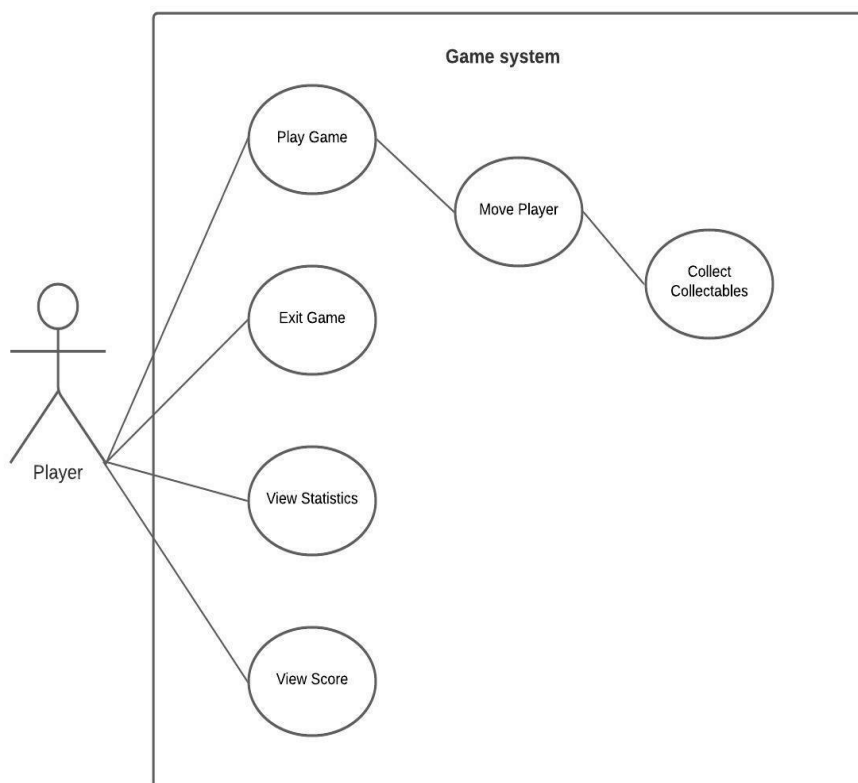 Game system
Play Game
Move Player
Collect
Collectables
Exit Game
Player
View Statistics
View Score